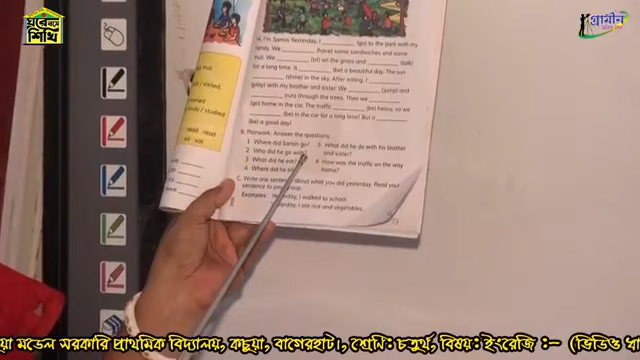 ঘরে বসে
শিখি
গ্রামীন
Hi, I'm Samin. Yesterday, I (go) to the park with my
family. We (have) some sandwiches and some
fruit. We (sit) on the grass and (talk)
for a long time. It (be) a beautiful day. The sun
(shine) in the sky. After eating, I
(play) with my brother and sister. We (jump) and
(run) through the trees. Then we
(go) home in the car. The traffic (be) heavy, so we
(be) in the car for a long time! But it
(be) a good day!
B. Pairwork. Answer the questions.
1 Where did Samin go?
2 Who did he go with?
3 What did he eat?
4 Where did he
5 What did he do with his brother
and sister?
6 How was the traffic on the way
home?
C. Write one sentence about what you did yesterday. Read your
sentence to your
Examples: Yesterday, I walked to school.
Yesterday, I ate rice and vegetables.
/ visited,
/ studied
read read
sat
মডেল সরকারি প্রাথমিক বিদ্যালয়, কচুয়া, বাগেরহাট।, শ্রেনি: চতুর্থ, বিষয়: ইংরেজি :- (ভিডিও